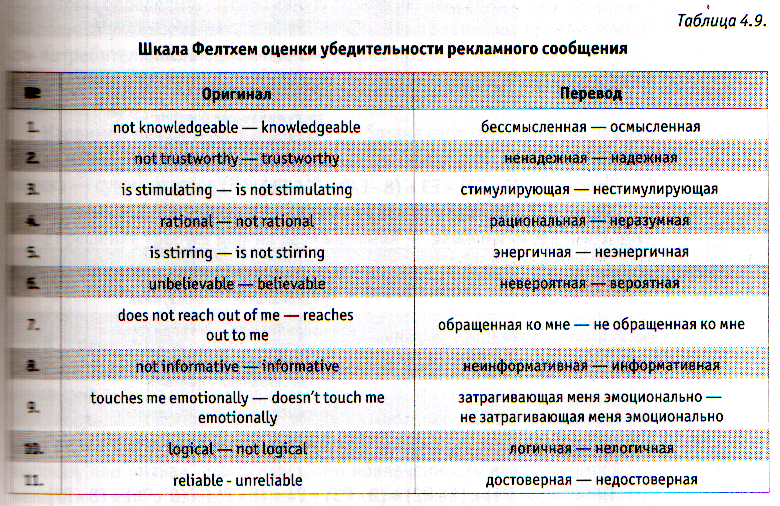 Таблица 4.9.
Шкала Фелтхем оценки убедительности рекламного сообщения
№ Оригинал Перевод
1. not knowledgeable — knowledgeable бессмысленная — осмысленная
2. not trustworthy — trustworthy ненадежная — надежная
3. is stimulating — is not stimulating стимулирующая — нестимулирующая
4. rational — not rational рациональная — неразумная
5. is stirring — is not stirring энергичная — неэнергичная
6. unbelievable — believable невероятная — вероятная
7. does not reach out of me — reaches
out to me обращенная ко мне — не обращенная ко мне
8. not informative — informative неинформативная — информативная
9. touches me emotionally — doesn't touch me
emotionally затрагивающая меня эмоционально —
не затрагивающая меня эмоционально
10. logical — not logical логичная — нелогичная
11. reliable - unreliable достоверная — недостоверная